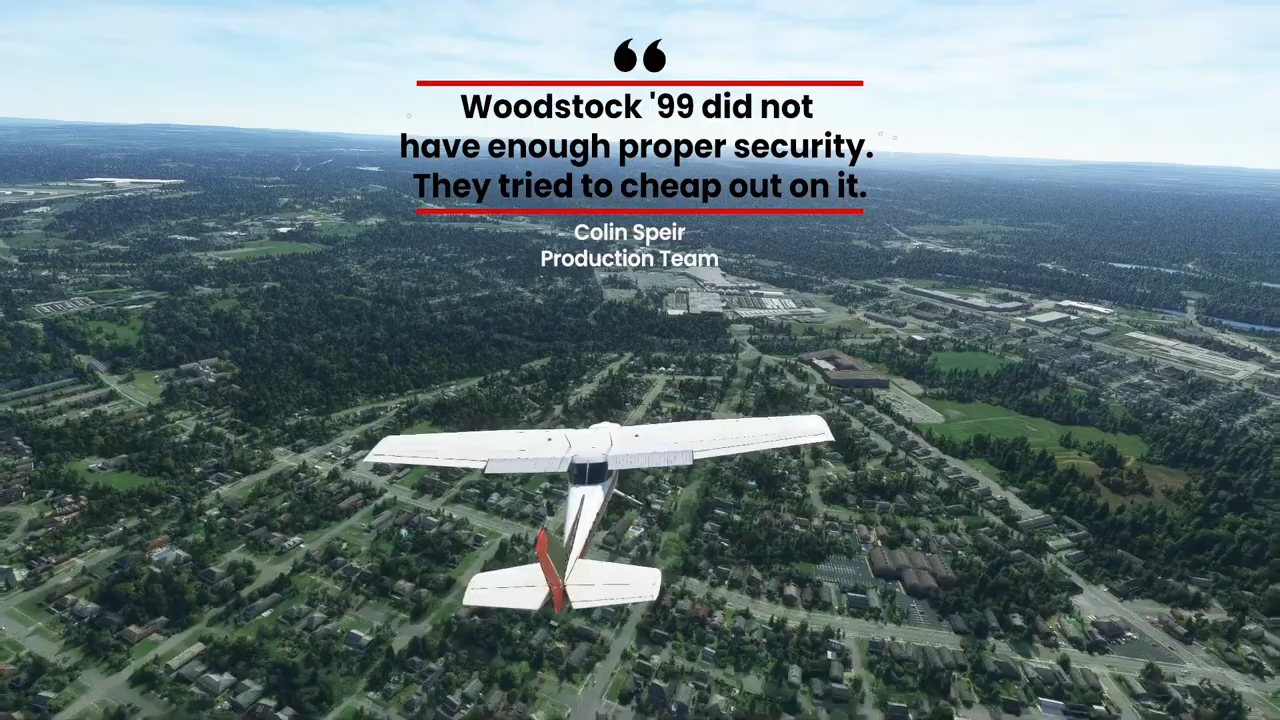 ❝
Woodstock '99 did not
have enough proper security.
They tried to cheap out on it.
Colin Speir
Production Team